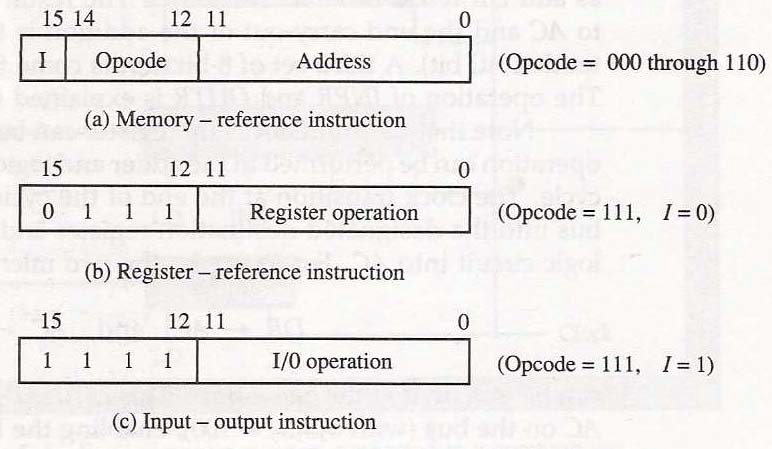 15 14 12 11 0
I Opcode Address (Opcode = 000 through 110)
(a) Memory – reference instruction
15 12 11 0
0 1 1 1 Register operation (Opcode = 111, I = 0)
(b) Register – reference instruction
15 12 11 0
1 1 1 1 I/0 operation (Opcode = 111, I = 1)
(c) Input – output instruction